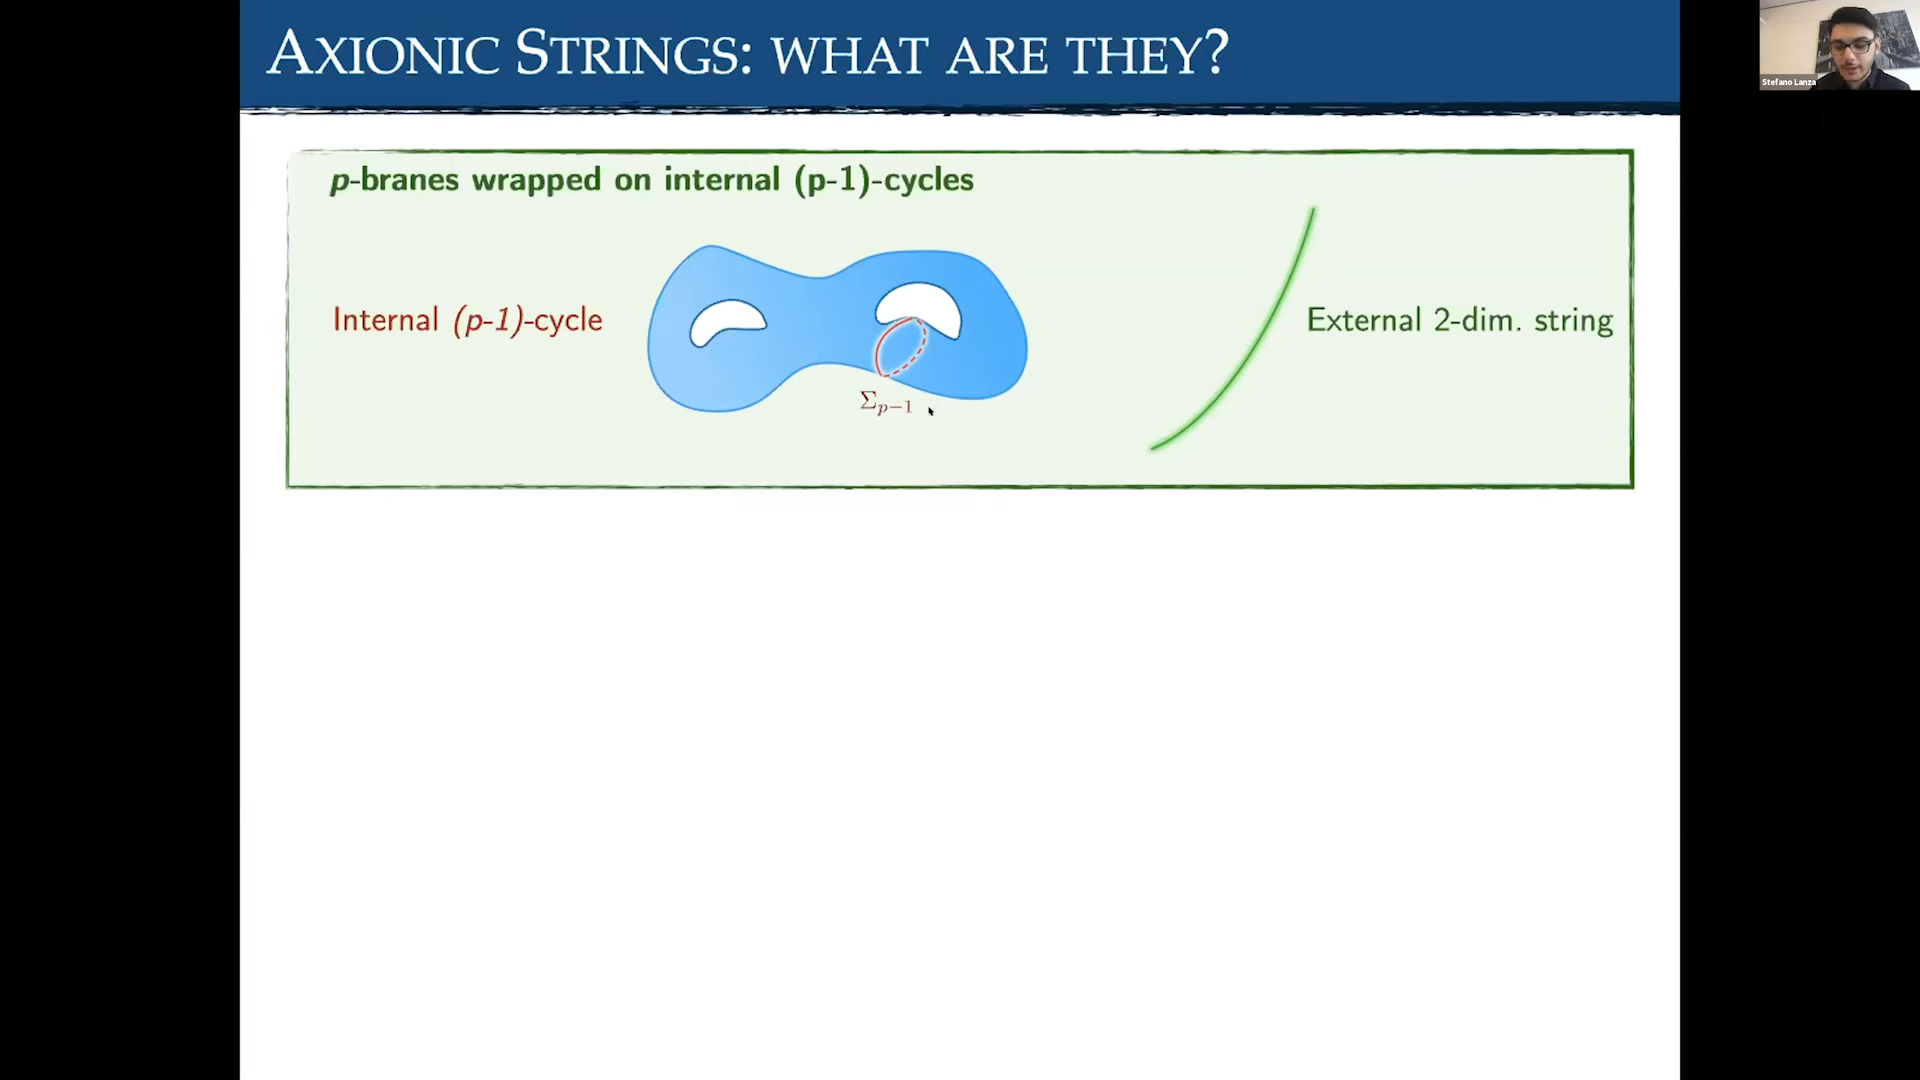 AXIONIC STRINGS: WHAT ARE THEY?
Stefano Lanza
p-branes wrapped on internal (p-1)-cycles
Internal (p-1)-cycle
External 2-dim. string
Σ_{p−1}